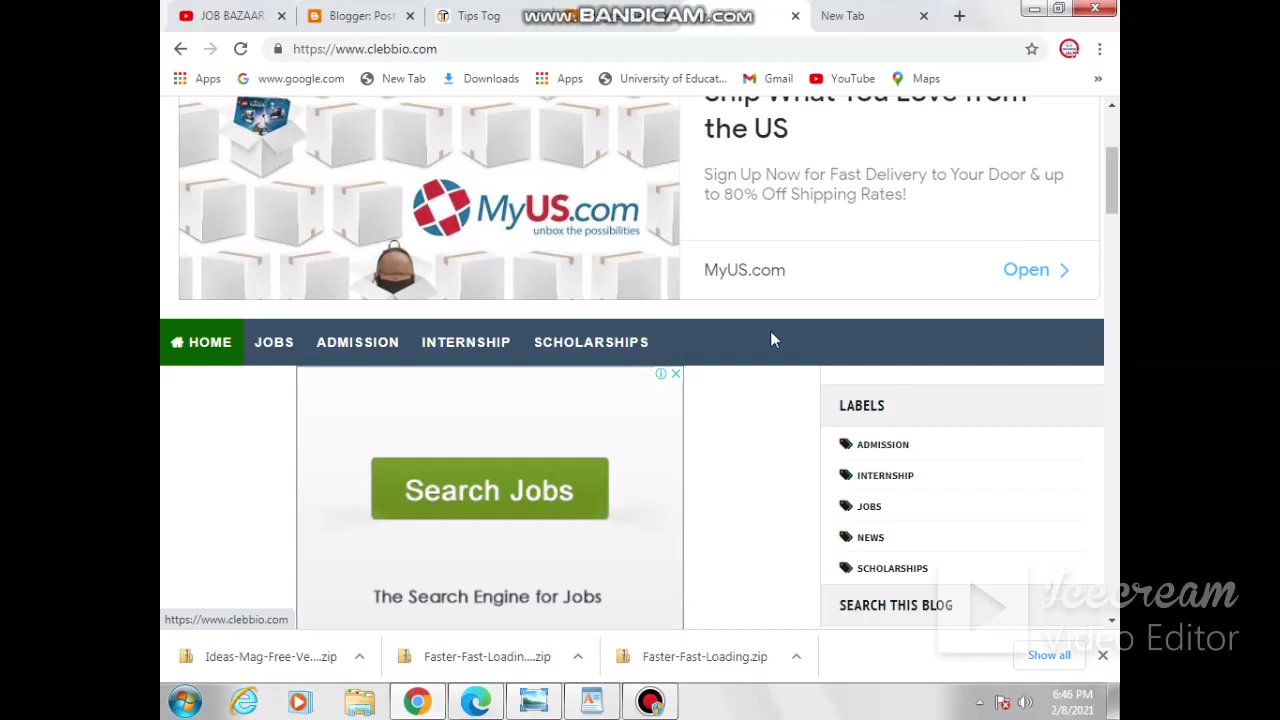 JOB BAZAAR
Blogger: Post
Tips Tog
www.BANDICAM.com
New Tab
https://www.clebbio.com
Apps
www.google.com
New Tab
Downloads
Apps
University of Educat...
Gmail
YouTube
Maps
»
Ship What You Love from
the US
Sign Up Now for Fast Delivery to Your Door & up
to 80% Off Shipping Rates!
MyUS.com
unbox the possibilities
MyUS.com
Open
HOME
JOBS
ADMISSION
INTERNSHIP
SCHOLARSHIPS
LABELS
ADMISSION
INTERNSHIP
JOBS
NEWS
SCHOLARSHIPS
SEARCH THIS BLOG
Search Jobs
The Search Engine for Jobs
https://www.clebbio.com
Icecream
Video Editor
Ideas-Mag-Free-Ve....zip
Faster-Fast-Loadin....zip
Faster-Fast-Loading.zip
Show all
6:46 PM
2/8/2021